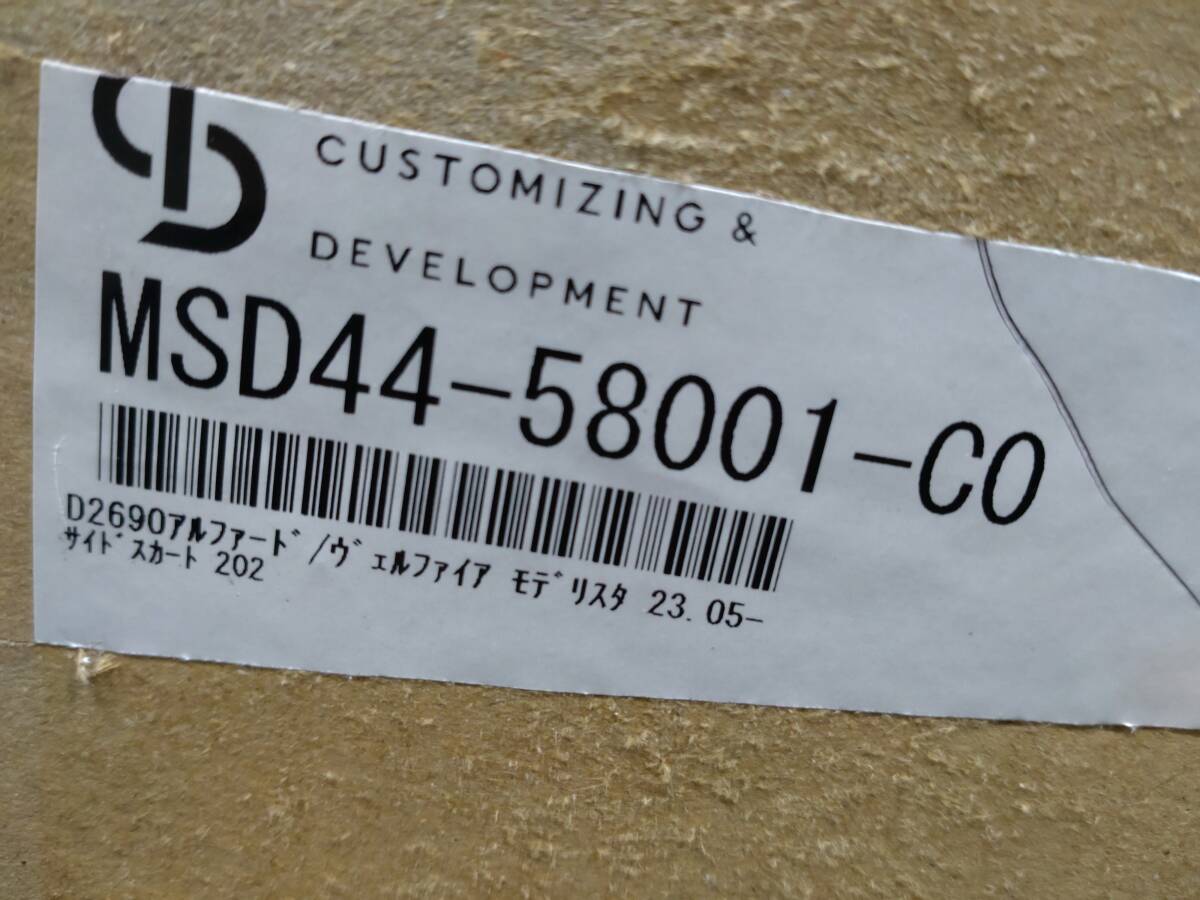 CUSTOMIZING &
DEVELOPMENT
MSD44-58001-C0
D2690アルファード/ヴェルファイア モデリスタ 23.05-
サイドスカート 202